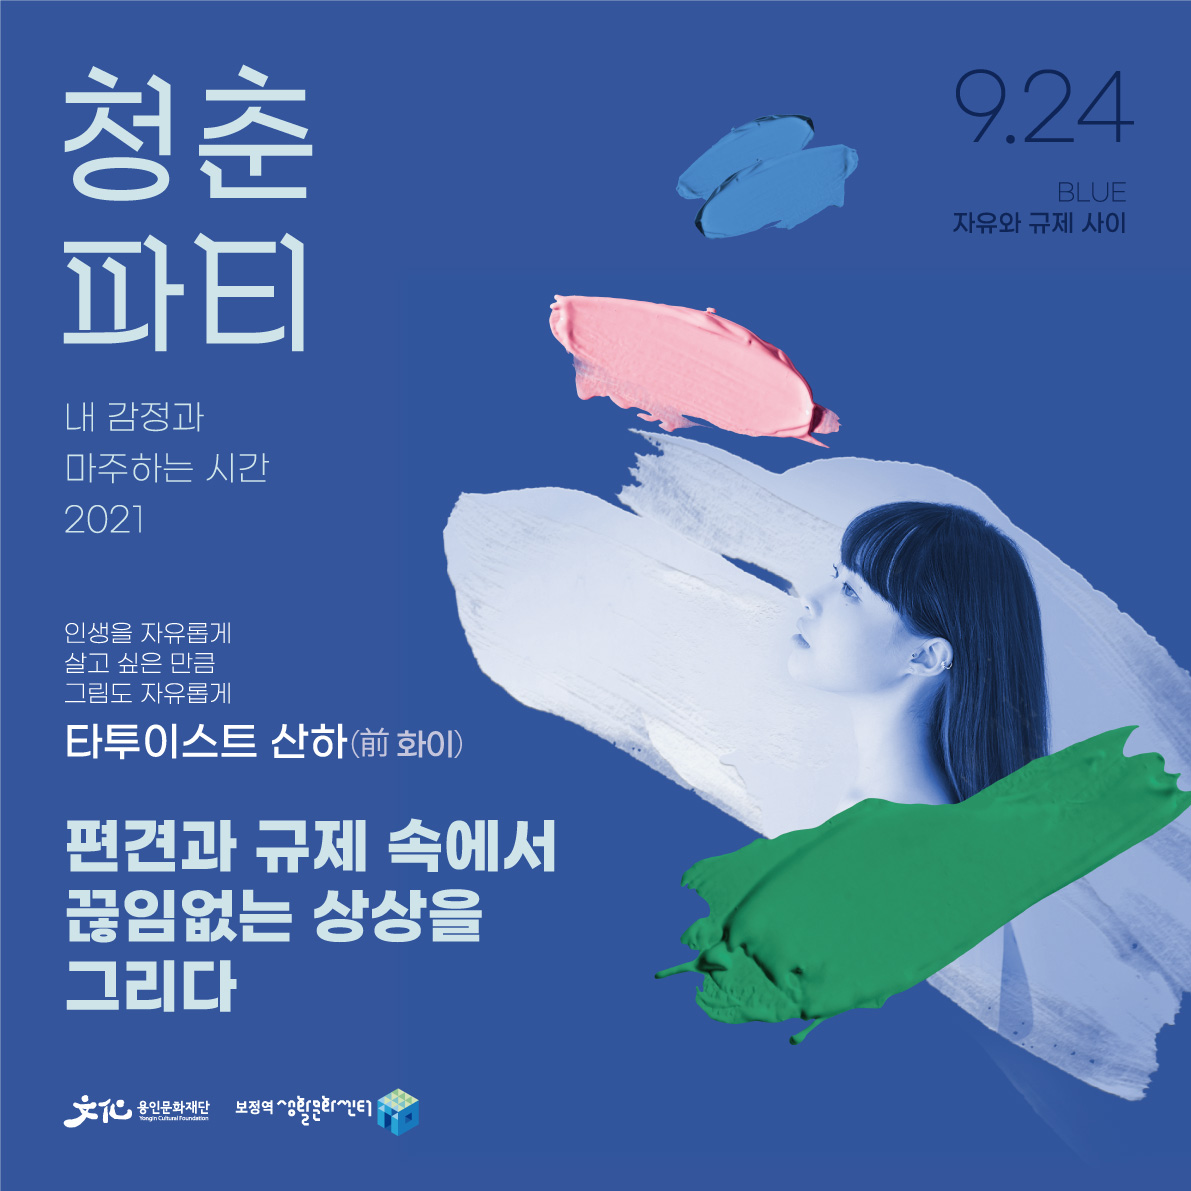 청춘
파티
내 감정과
마주하는 시간
2021
9.24
BLUE
자유와 규제 사이
인생을 자유롭게
살고 싶은 만큼
그림도 자유롭게
타투이스트 산하(前 화이)
편견과 규제 속에서
끊임없는 상상을
그리다
文化 용인문화재단
Yongin Cultural Foundation
보정역 생활문화센터